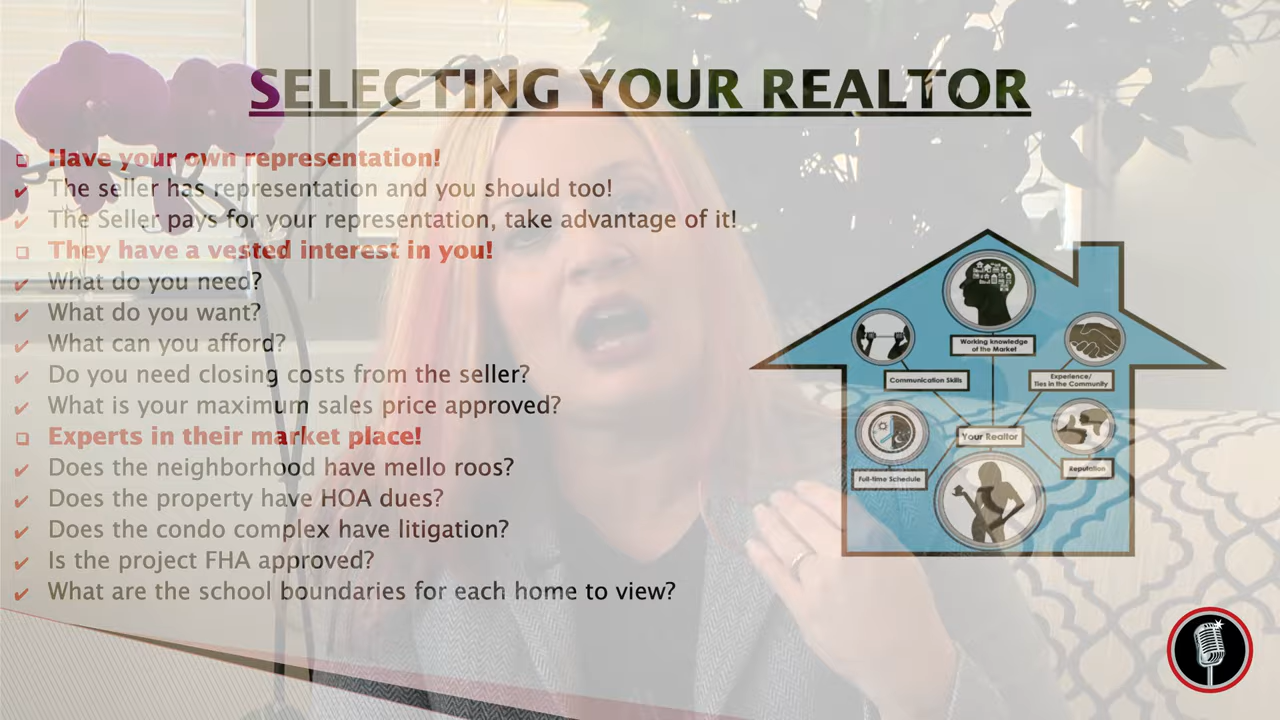 SELECTING YOUR REALTOR
Have your own representation!
The seller has representation and you should too!
The Seller pays for your representation, take advantage of it!
They have a vested interest in you!
What do you need?
What do you want?
What can you afford?
Do you need closing costs from the seller?
What is your maximum sales price approved?
Experts in their market place!
Does the neighborhood have mello roos?
Does the property have HOA dues?
Does the condo complex have litigation?
Is the project FHA approved?
What are the school boundaries for each home to view?
Working knowledge
of the Market
Communication Skills
Experience/
Ties in the Community
Your Realtor
Full-time Schedule
Reputation